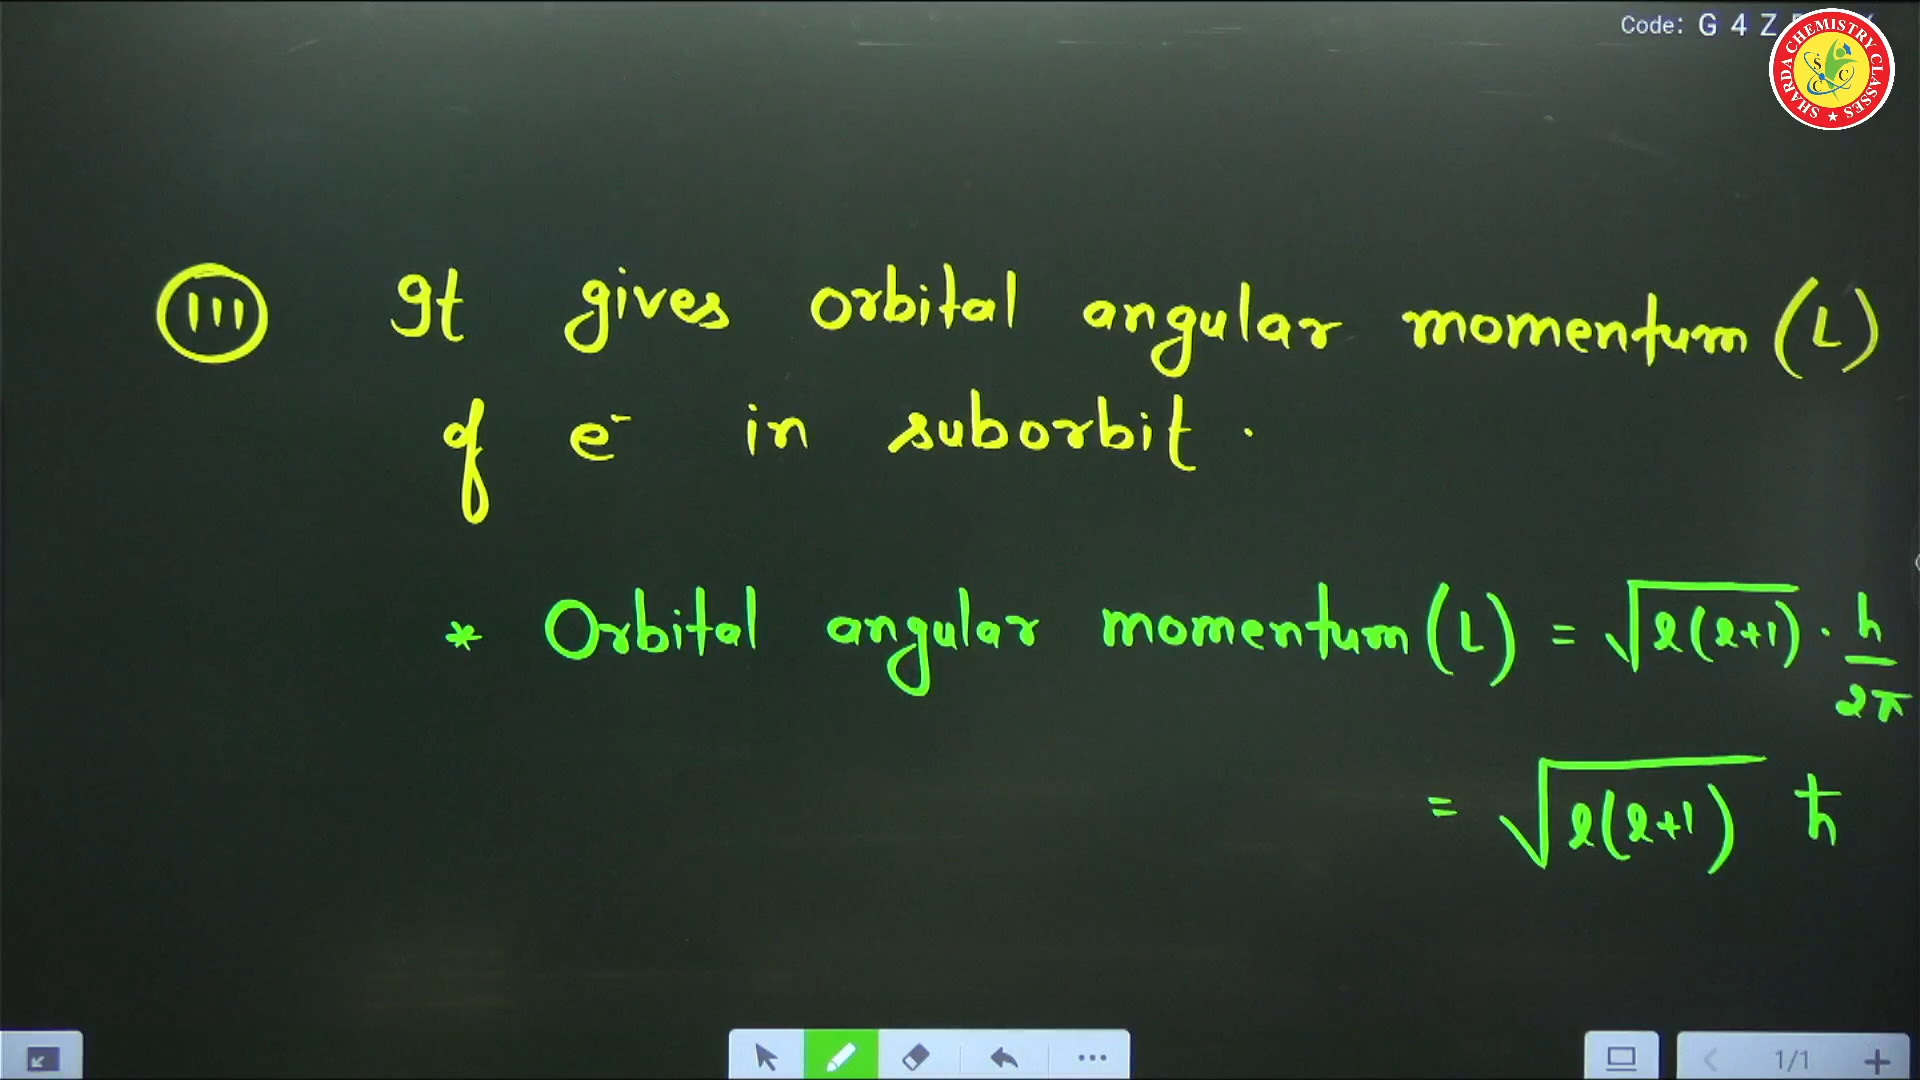 Code: G 4 Z
SHARDA CHEMISTRY CLASSES
S C C
(III) It gives orbital angular momentum (L)
of e⁻ in suborbit .
* Orbital angular momentum (L) = √l(l+1) · h/2π
= √l(l+1) ħ
1/1